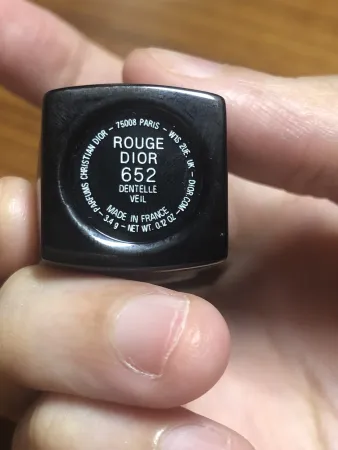 ROUGE
DIOR
652
DENTELLE
VEIL
MADE IN FRANCE
PARFUMS CHRISTIAN DIOR - 75008 PARIS - W1S 2UE. UK - DIOR.COM - 3.4 g - NET WT. 0.12 OZ -